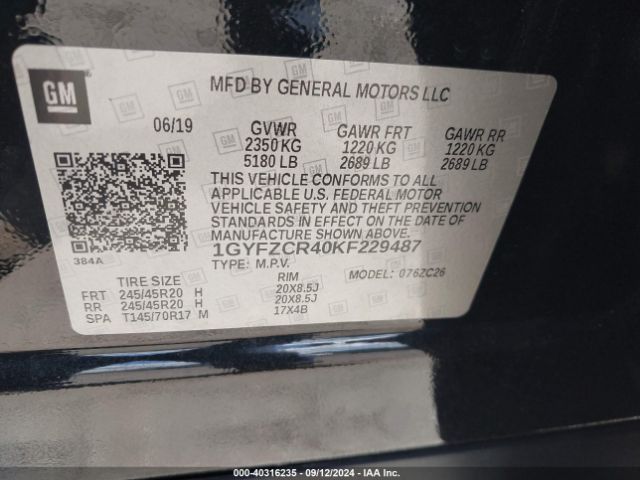 GM
MFD BY GENERAL MOTORS LLC
06/19
GVWR GAWR FRT GAWR RR
2350 KG 1220 KG 1220 KG
5180 LB 2689 LB 2689 LB
THIS VEHICLE CONFORMS TO ALL
APPLICABLE U.S. FEDERAL MOTOR
VEHICLE SAFETY AND THEFT PREVENTION
STANDARDS IN EFFECT ON THE DATE OF
MANUFACTURE SHOWN ABOVE.
384A
1GYFZCR40KF229487
TYPE: M.P.V. MODEL: 076ZC26
TIRE SIZE RIM
FRT 245/45R20 H 20X8.5J
RR 245/45R20 H 20X8.5J
SPA T145/70R17 M 17X4B
000-40316235 - 09/12/2024 - IAA Inc.